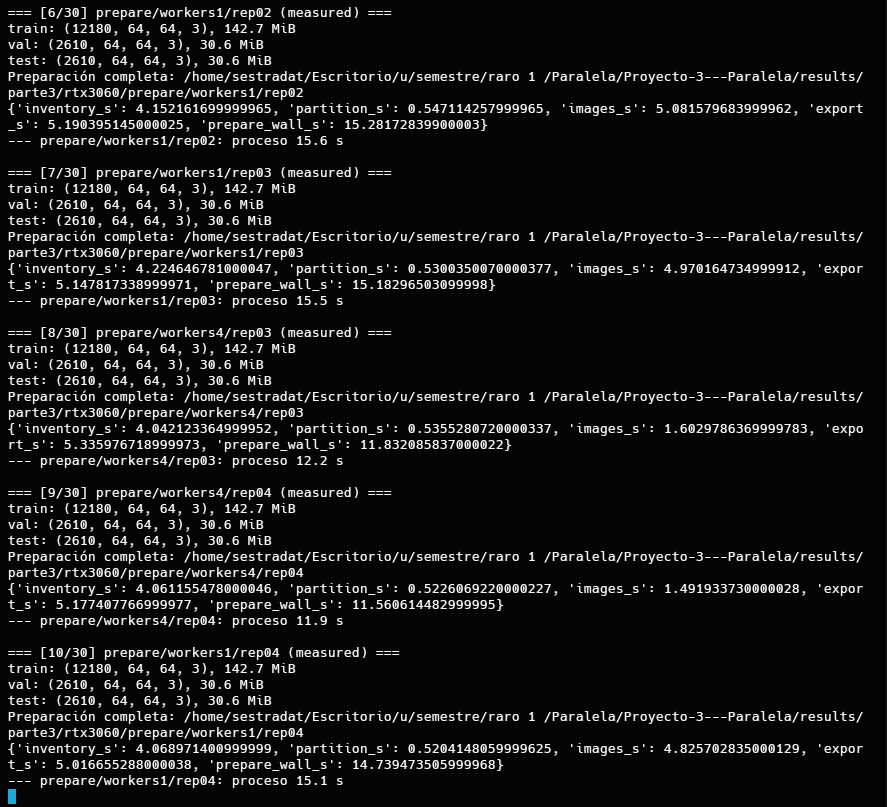 === [6/30] prepare/workers1/rep02 (measured) ===
train: (12180, 64, 64, 3), 142.7 MiB
val: (2610, 64, 64, 3), 30.6 MiB
test: (2610, 64, 64, 3), 30.6 MiB
Preparación completa: /home/sestradat/Escritorio/u/semestre/raro 1 /Paralela/Proyecto-3---Paralela/results/
parte3/rtx3060/prepare/workers1/rep02
{'inventory_s': 4.152161699999965, 'partition_s': 0.547114257999965, 'images_s': 5.081579683999962, 'export
_s': 5.190395145000025, 'prepare_wall_s': 15.28172839900003}
--- prepare/workers1/rep02: proceso 15.6 s

=== [7/30] prepare/workers1/rep03 (measured) ===
train: (12180, 64, 64, 3), 142.7 MiB
val: (2610, 64, 64, 3), 30.6 MiB
test: (2610, 64, 64, 3), 30.6 MiB
Preparación completa: /home/sestradat/Escritorio/u/semestre/raro 1 /Paralela/Proyecto-3---Paralela/results/
parte3/rtx3060/prepare/workers1/rep03
{'inventory_s': 4.224646781000047, 'partition_s': 0.5300350070000377, 'images_s': 4.970164734999912, 'expor
t_s': 5.147817338999971, 'prepare_wall_s': 15.18296503099998}
--- prepare/workers1/rep03: proceso 15.5 s

=== [8/30] prepare/workers4/rep03 (measured) ===
train: (12180, 64, 64, 3), 142.7 MiB
val: (2610, 64, 64, 3), 30.6 MiB
test: (2610, 64, 64, 3), 30.6 MiB
Preparación completa: /home/sestradat/Escritorio/u/semestre/raro 1 /Paralela/Proyecto-3---Paralela/results/
parte3/rtx3060/prepare/workers4/rep03
{'inventory_s': 4.042123364999952, 'partition_s': 0.5355280720000337, 'images_s': 1.6029786369999783, 'expo
rt_s': 5.335976718999973, 'prepare_wall_s': 11.832085837000022}
--- prepare/workers4/rep03: proceso 12.2 s

=== [9/30] prepare/workers4/rep04 (measured) ===
train: (12180, 64, 64, 3), 142.7 MiB
val: (2610, 64, 64, 3), 30.6 MiB
test: (2610, 64, 64, 3), 30.6 MiB
Preparación completa: /home/sestradat/Escritorio/u/semestre/raro 1 /Paralela/Proyecto-3---Paralela/results/
parte3/rtx3060/prepare/workers4/rep04
{'inventory_s': 4.061155478000046, 'partition_s': 0.5226069220000227, 'images_s': 1.491933730000028, 'expor
t_s': 5.177407766999977, 'prepare_wall_s': 11.560614482999995}
--- prepare/workers4/rep04: proceso 11.9 s

=== [10/30] prepare/workers1/rep04 (measured) ===
train: (12180, 64, 64, 3), 142.7 MiB
val: (2610, 64, 64, 3), 30.6 MiB
test: (2610, 64, 64, 3), 30.6 MiB
Preparación completa: /home/sestradat/Escritorio/u/semestre/raro 1 /Paralela/Proyecto-3---Paralela/results/
parte3/rtx3060/prepare/workers1/rep04
{'inventory_s': 4.068971400999999, 'partition_s': 0.5204148059999625, 'images_s': 4.825702835000129, 'expor
t_s': 5.016655288000038, 'prepare_wall_s': 14.739473505999968}
--- prepare/workers1/rep04: proceso 15.1 s